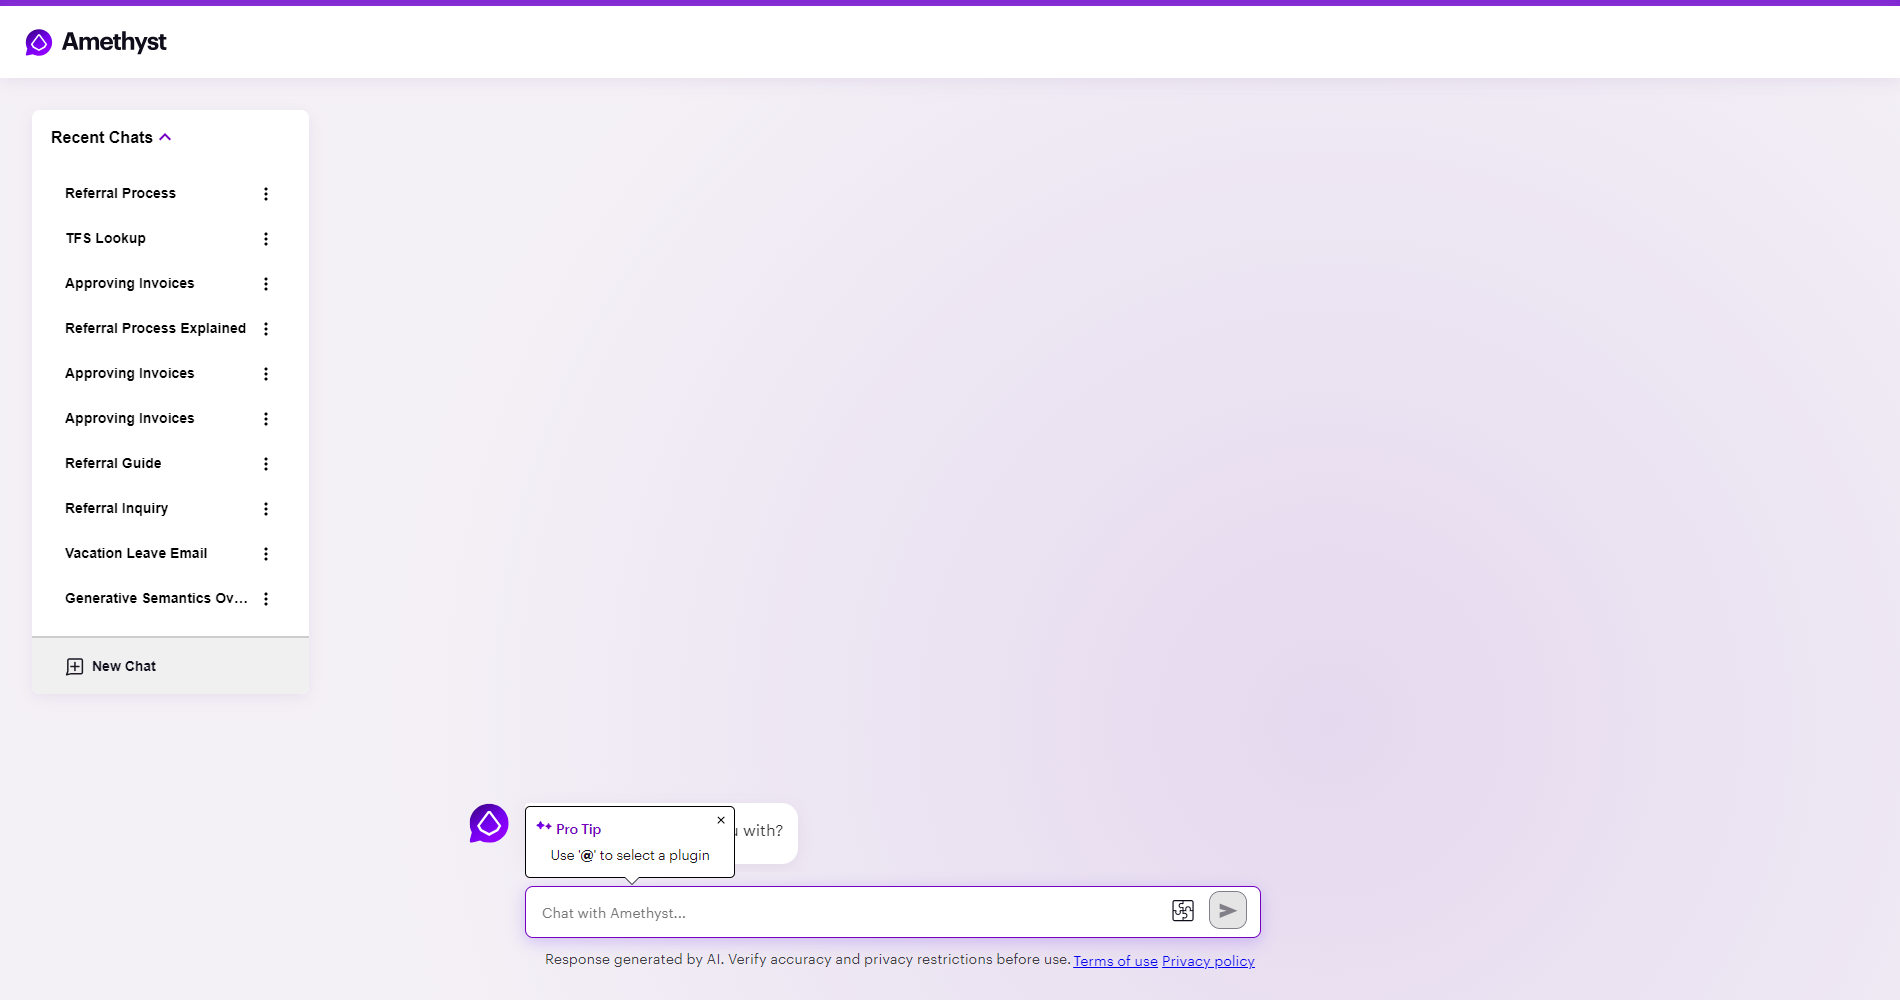 Amethyst
Recent Chats
Referral Process
TFS Lookup
Approving Invoices
Referral Process Explained
Approving Invoices
Approving Invoices
Referral Guide
Referral Inquiry
Vacation Leave Email
Generative Semantics Ov...
New Chat
with?
Pro Tip
Use '@' to select a plugin
Chat with Amethyst...
Response generated by AI. Verify accuracy and privacy restrictions before use. Terms of use Privacy policy